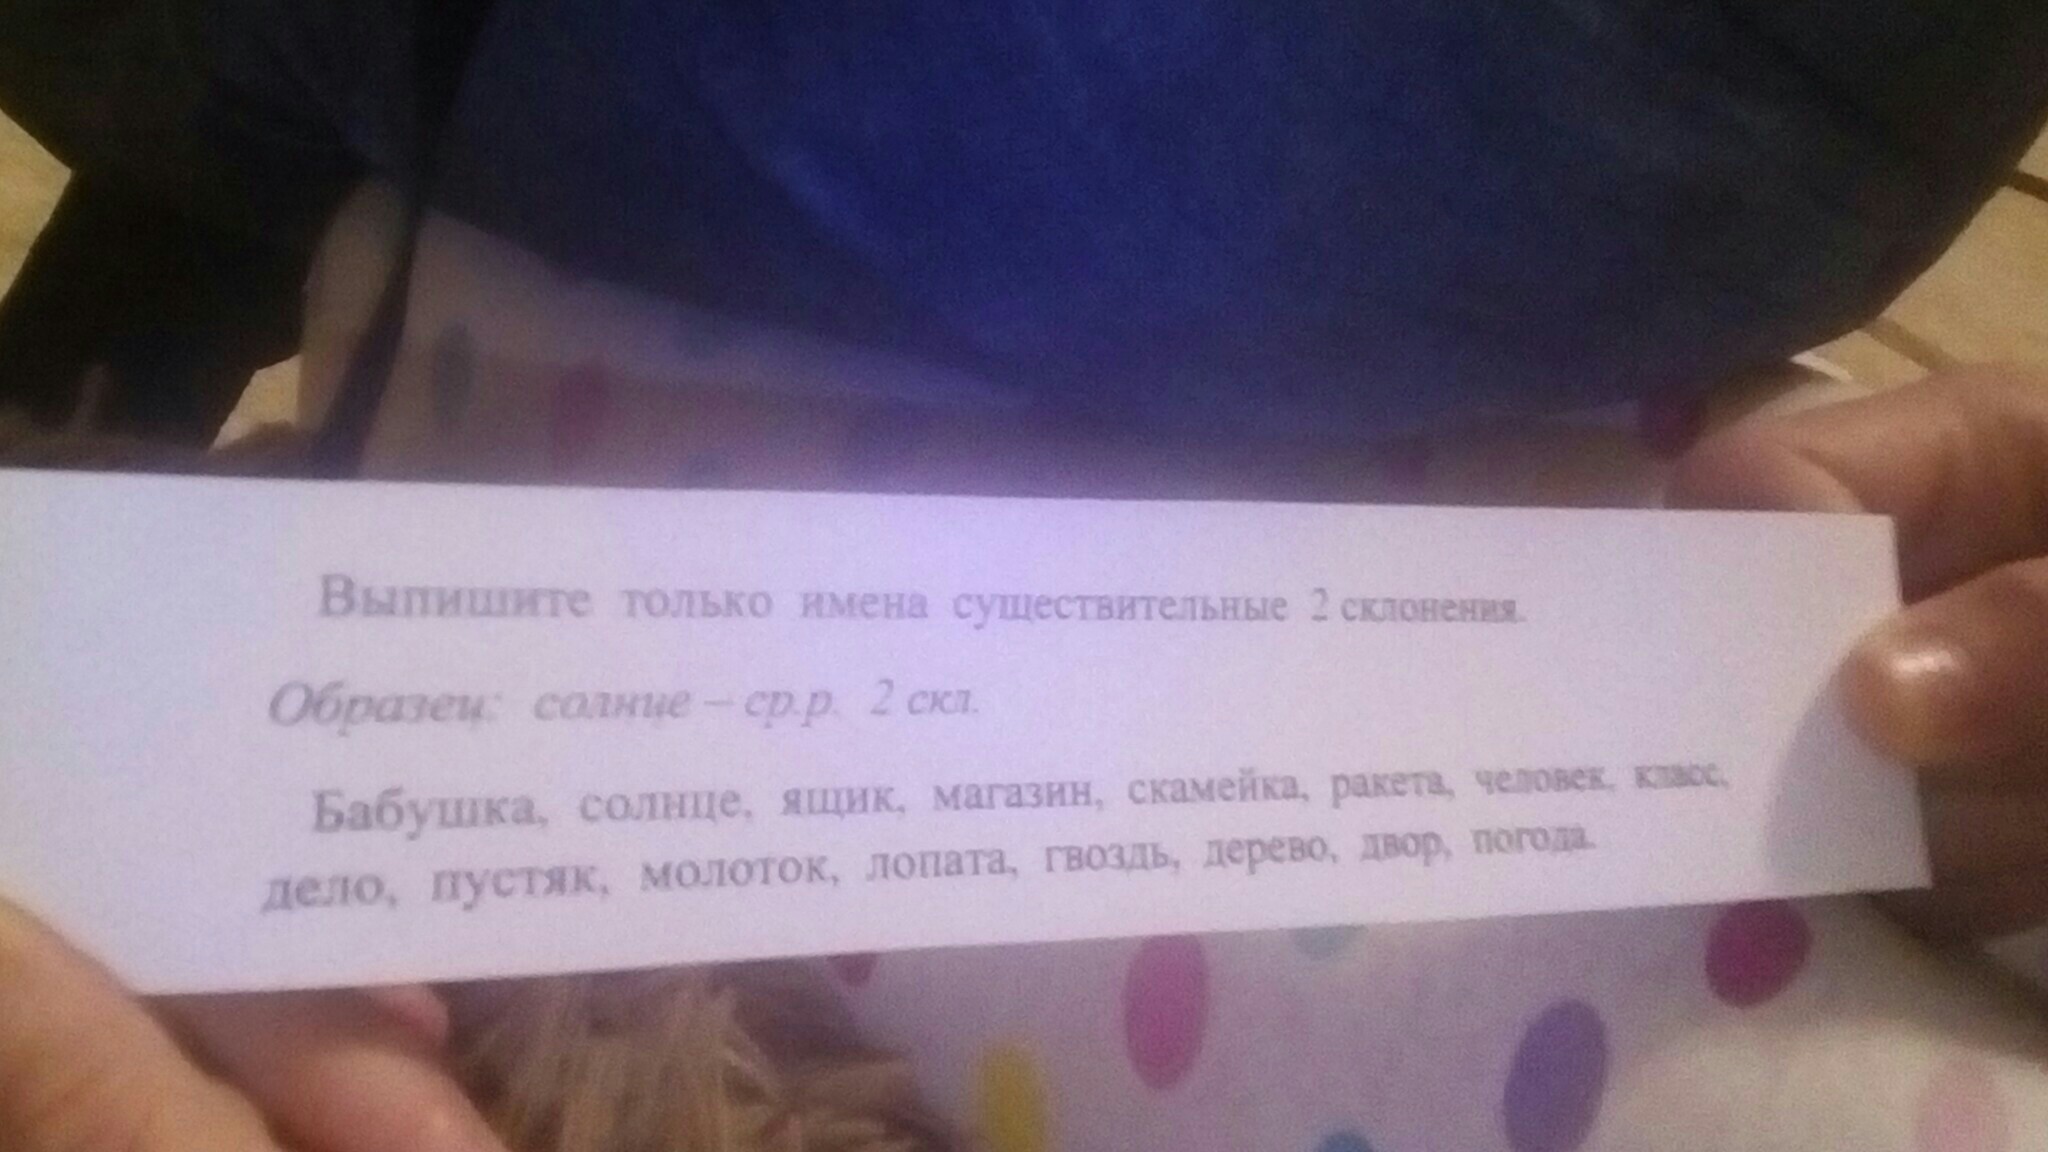 Выпишите только имена существительные 2 склонения.
Образец: солнце – ср.р. 2 скл.
Бабушка, солнце, ящик, магазин, скамейка, ракета, человек, класс,
дело, пустяк, молоток, лопата, гвоздь, дерево, двор, погода.